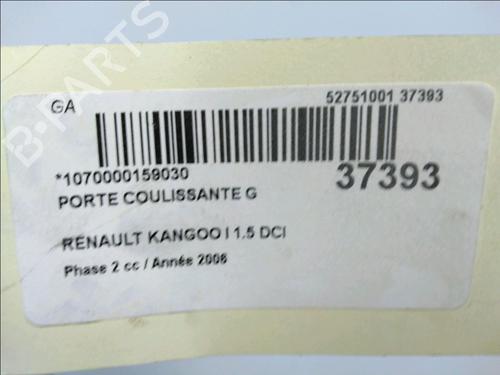 GA
52751001 37393
*1070000159030
37393
PORTE COULISSANTE G
RENAULT KANGOO I 1.5 DCI
Phase 2 cc / Année 2006
B-PARTS